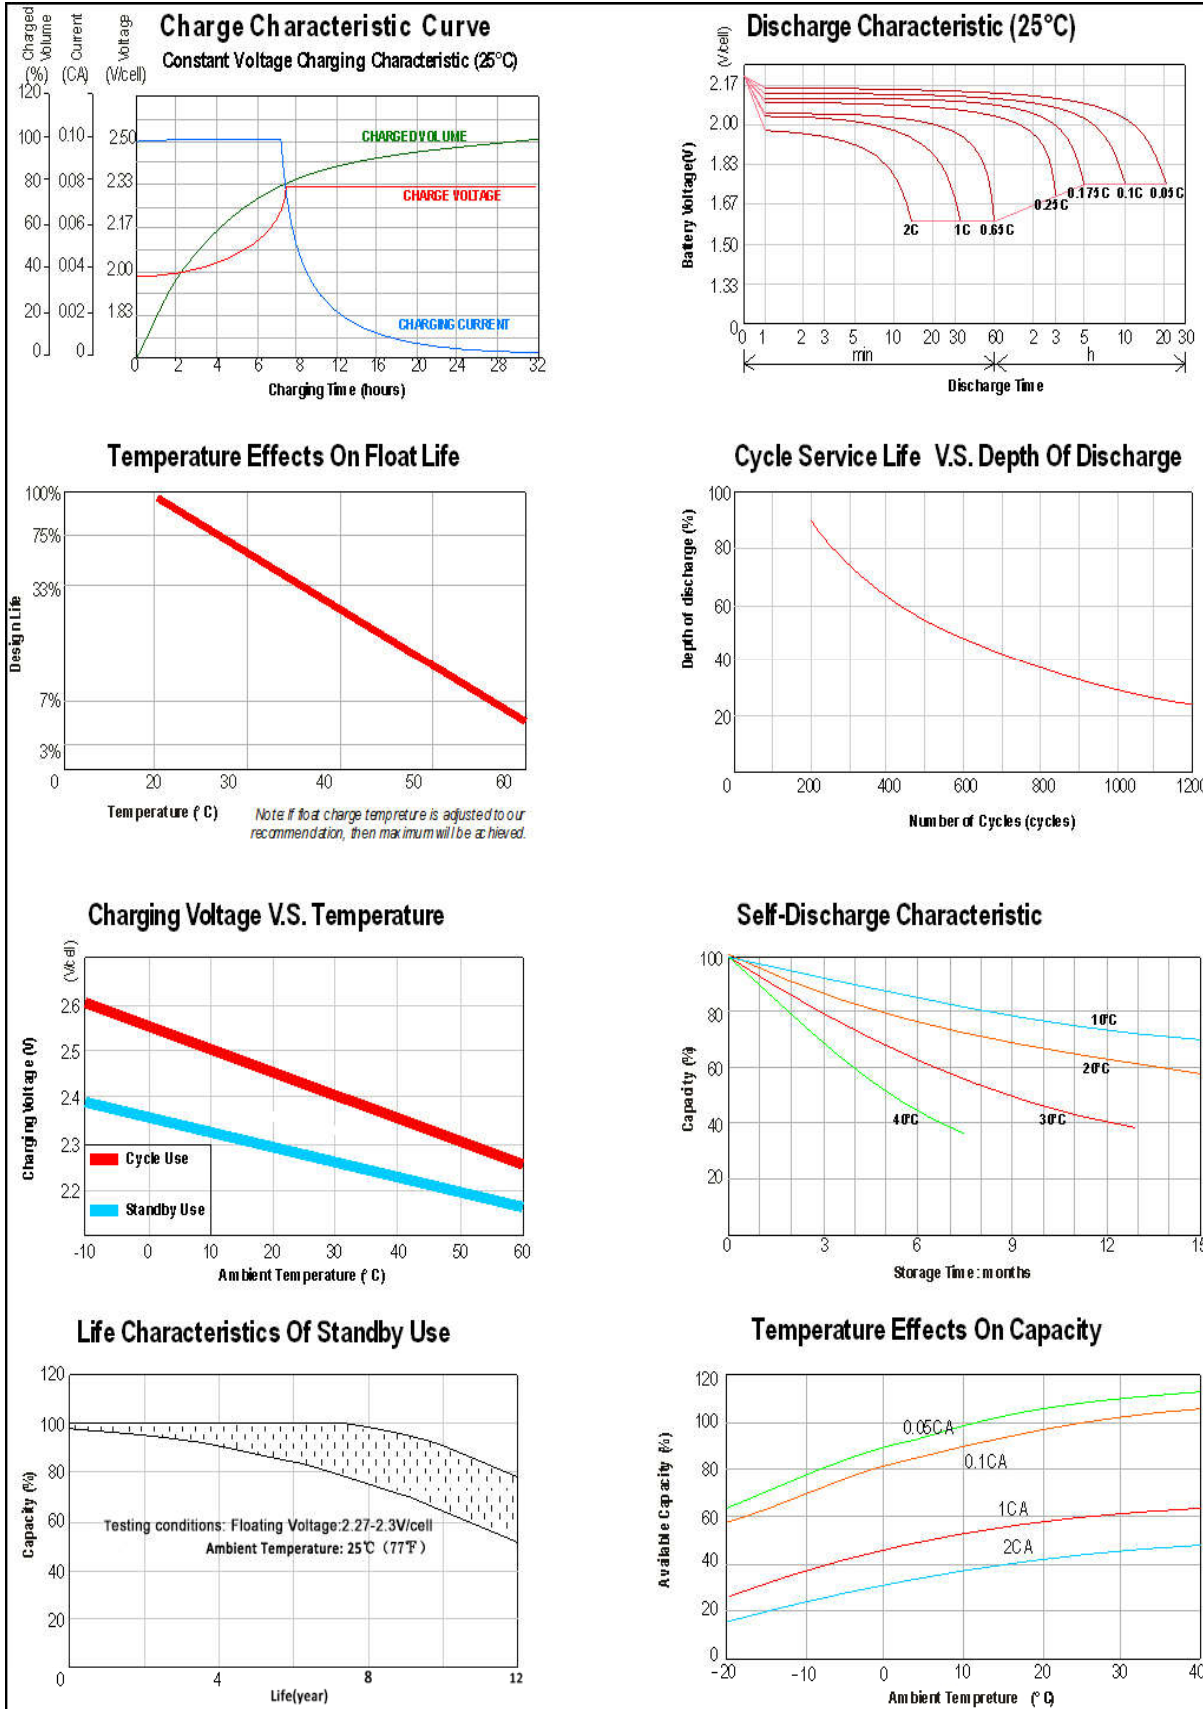 Charge Characteristic Curve
Constant Voltage Charging Characteristic (25°C)
Charged Volume
Current
Voltage
(%) (CA) (V/cell)
120
100 0.10 2.50
80 0.08 2.33
60 0.06 2.17
40 0.04 2.00
20 0.02 1.83
0 0
CHARGED VOLUME
CHARGE VOLTAGE
CHARGING CURRENT
0 2 4 6 8 12 16 20 24 28 32
Charging Time (hours)
Discharge Characteristic (25°C)
(V/cell)
Battery Voltage(V)
2.17
2.00
1.83
1.67
1.50
1.33
0
2C 1C 0.65C 0.25C 0.175C 0.1C 0.05C
0 1 2 3 5 10 20 30 60 2 3 5 10 20 30
min h
Discharge Time
Temperature Effects On Float Life
Design Life
100%
75%
33%
7%
3%
0 20 30 40 50 60
Temperature (°C)
Note: If float charge tempreture is adjusted to our
recommendation, then maximum will be achieved.
Cycle Service Life V.S. Depth Of Discharge
Depth of discharge (%)
100
80
60
40
20
0 200 400 600 800 1000 1200
Number of Cycles (cycles)
Charging Voltage V.S. Temperature
(V/cell)
Charging Voltage (V)
2.6
2.5
2.4
2.3
2.2
Cycle Use
Standby Use
-10 0 10 20 30 40 50 60
Ambient Temperature (°C)
Self-Discharge Characteristic
Capacity (%)
100
80
60
40
20
10°C
20°C
30°C
40°C
0 3 6 9 12 15
Storage Time: months
Life Characteristics Of Standby Use
Capacity (%)
120
100
80
60
40
20
0 4 8 12
Testing conditions: Floating Voltage:2.27-2.3V/cell
Ambient Temperature: 25℃ (77℉)
Life(year)
Temperature Effects On Capacity
Available Capacity (%)
120
100
80
60
40
20
0
0.05CA
0.1CA
1CA
2CA
-20 -10 0 10 20 30 40
Ambient Tempreture (°C)